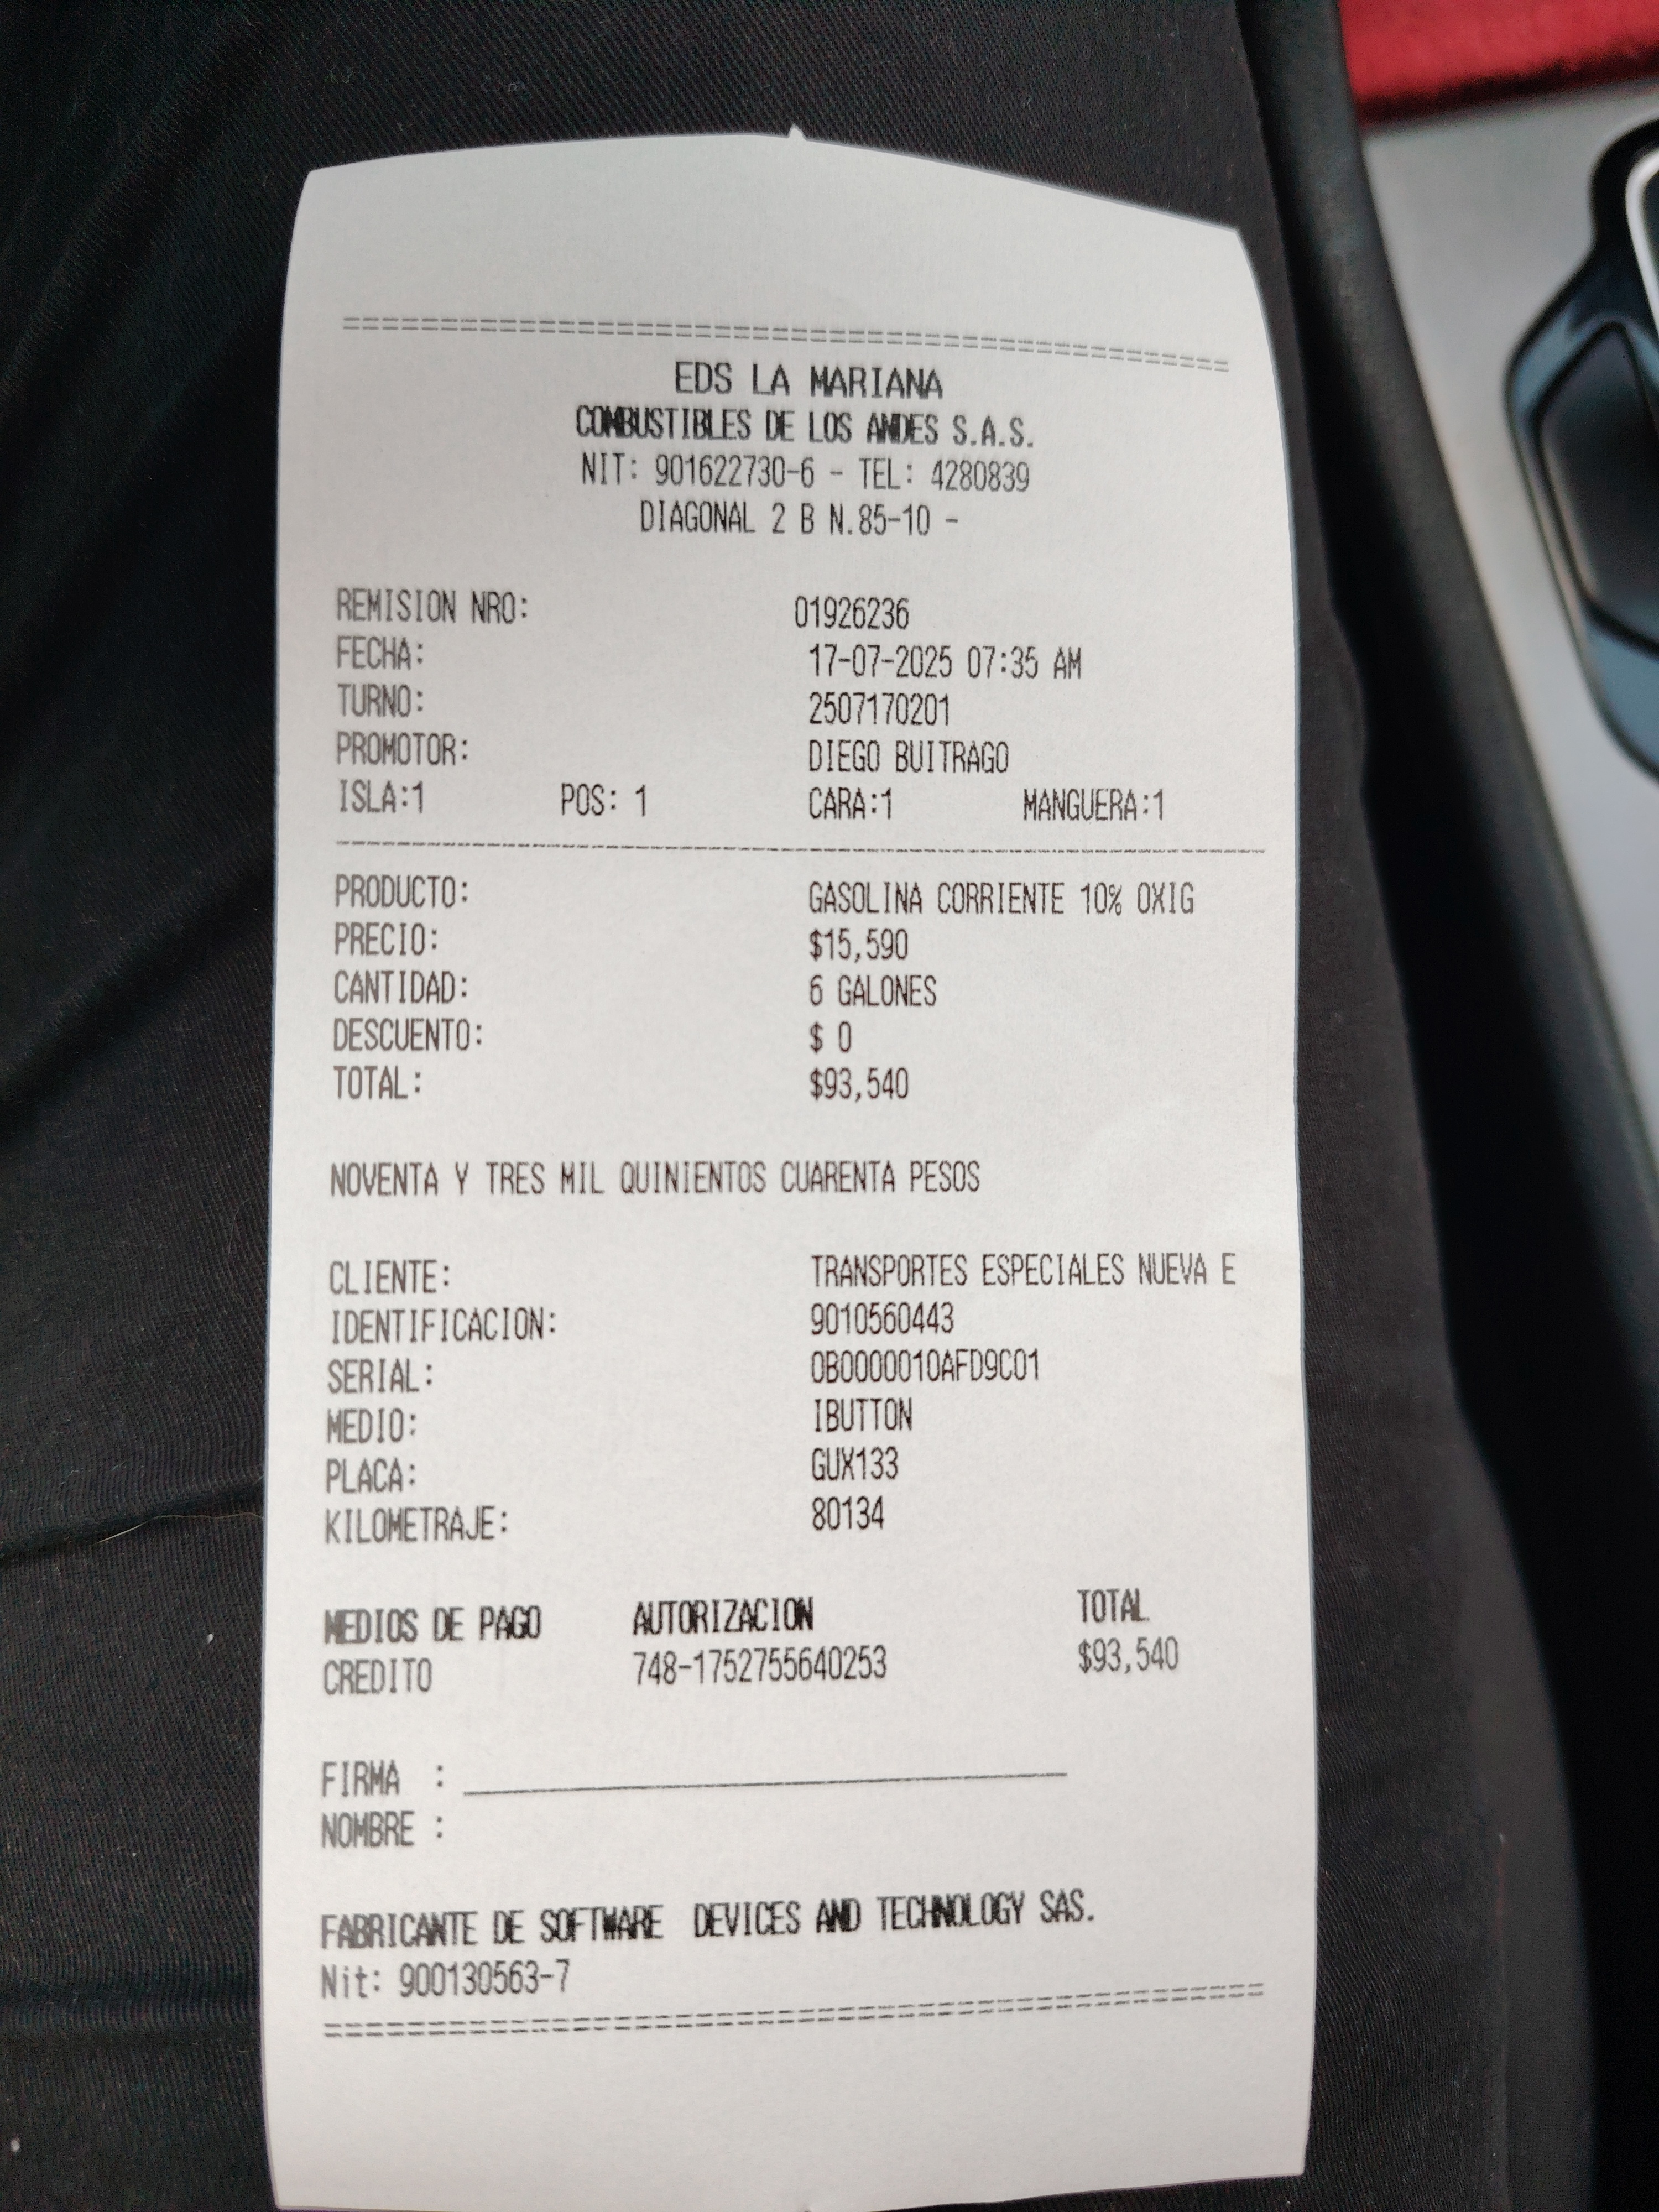 ================================================
EDS LA MARIANA
COMBUSTIBLES DE LOS ANDES S.A.S.
NIT: 901622730-6 - TEL: 4280839
DIAGONAL 2 B N.85-10 -
REMISION NRO: 01926236
FECHA: 17-07-2025 07:35 AM
TURNO: 2507170201
PROMOTOR: DIEGO BUITRAGO
ISLA:1 POS: 1 CARA:1 MANGUERA:1
PRODUCTO: GASOLINA CORRIENTE 10% OXIG
PRECIO: $15,590
CANTIDAD: 6 GALONES
DESCUENTO: $ 0
TOTAL: $93,540
NOVENTA Y TRES MIL QUINIENTOS CUARENTA PESOS
CLIENTE: TRANSPORTES ESPECIALES NUEVA E
IDENTIFICACION: 9010560443
SERIAL: 0B0000010AFD9C01
MEDIO: IBUTTON
PLACA: GUX133
KILOMETRAJE: 80134
MEDIOS DE PAGO AUTORIZACION TOTAL
CREDITO 748-1752755640253 $93,540
FIRMA :
NOMBRE :
FABRICANTE DE SOFTWARE DEVICES AND TECHNOLOGY SAS.
Nit: 900130563-7
================================================